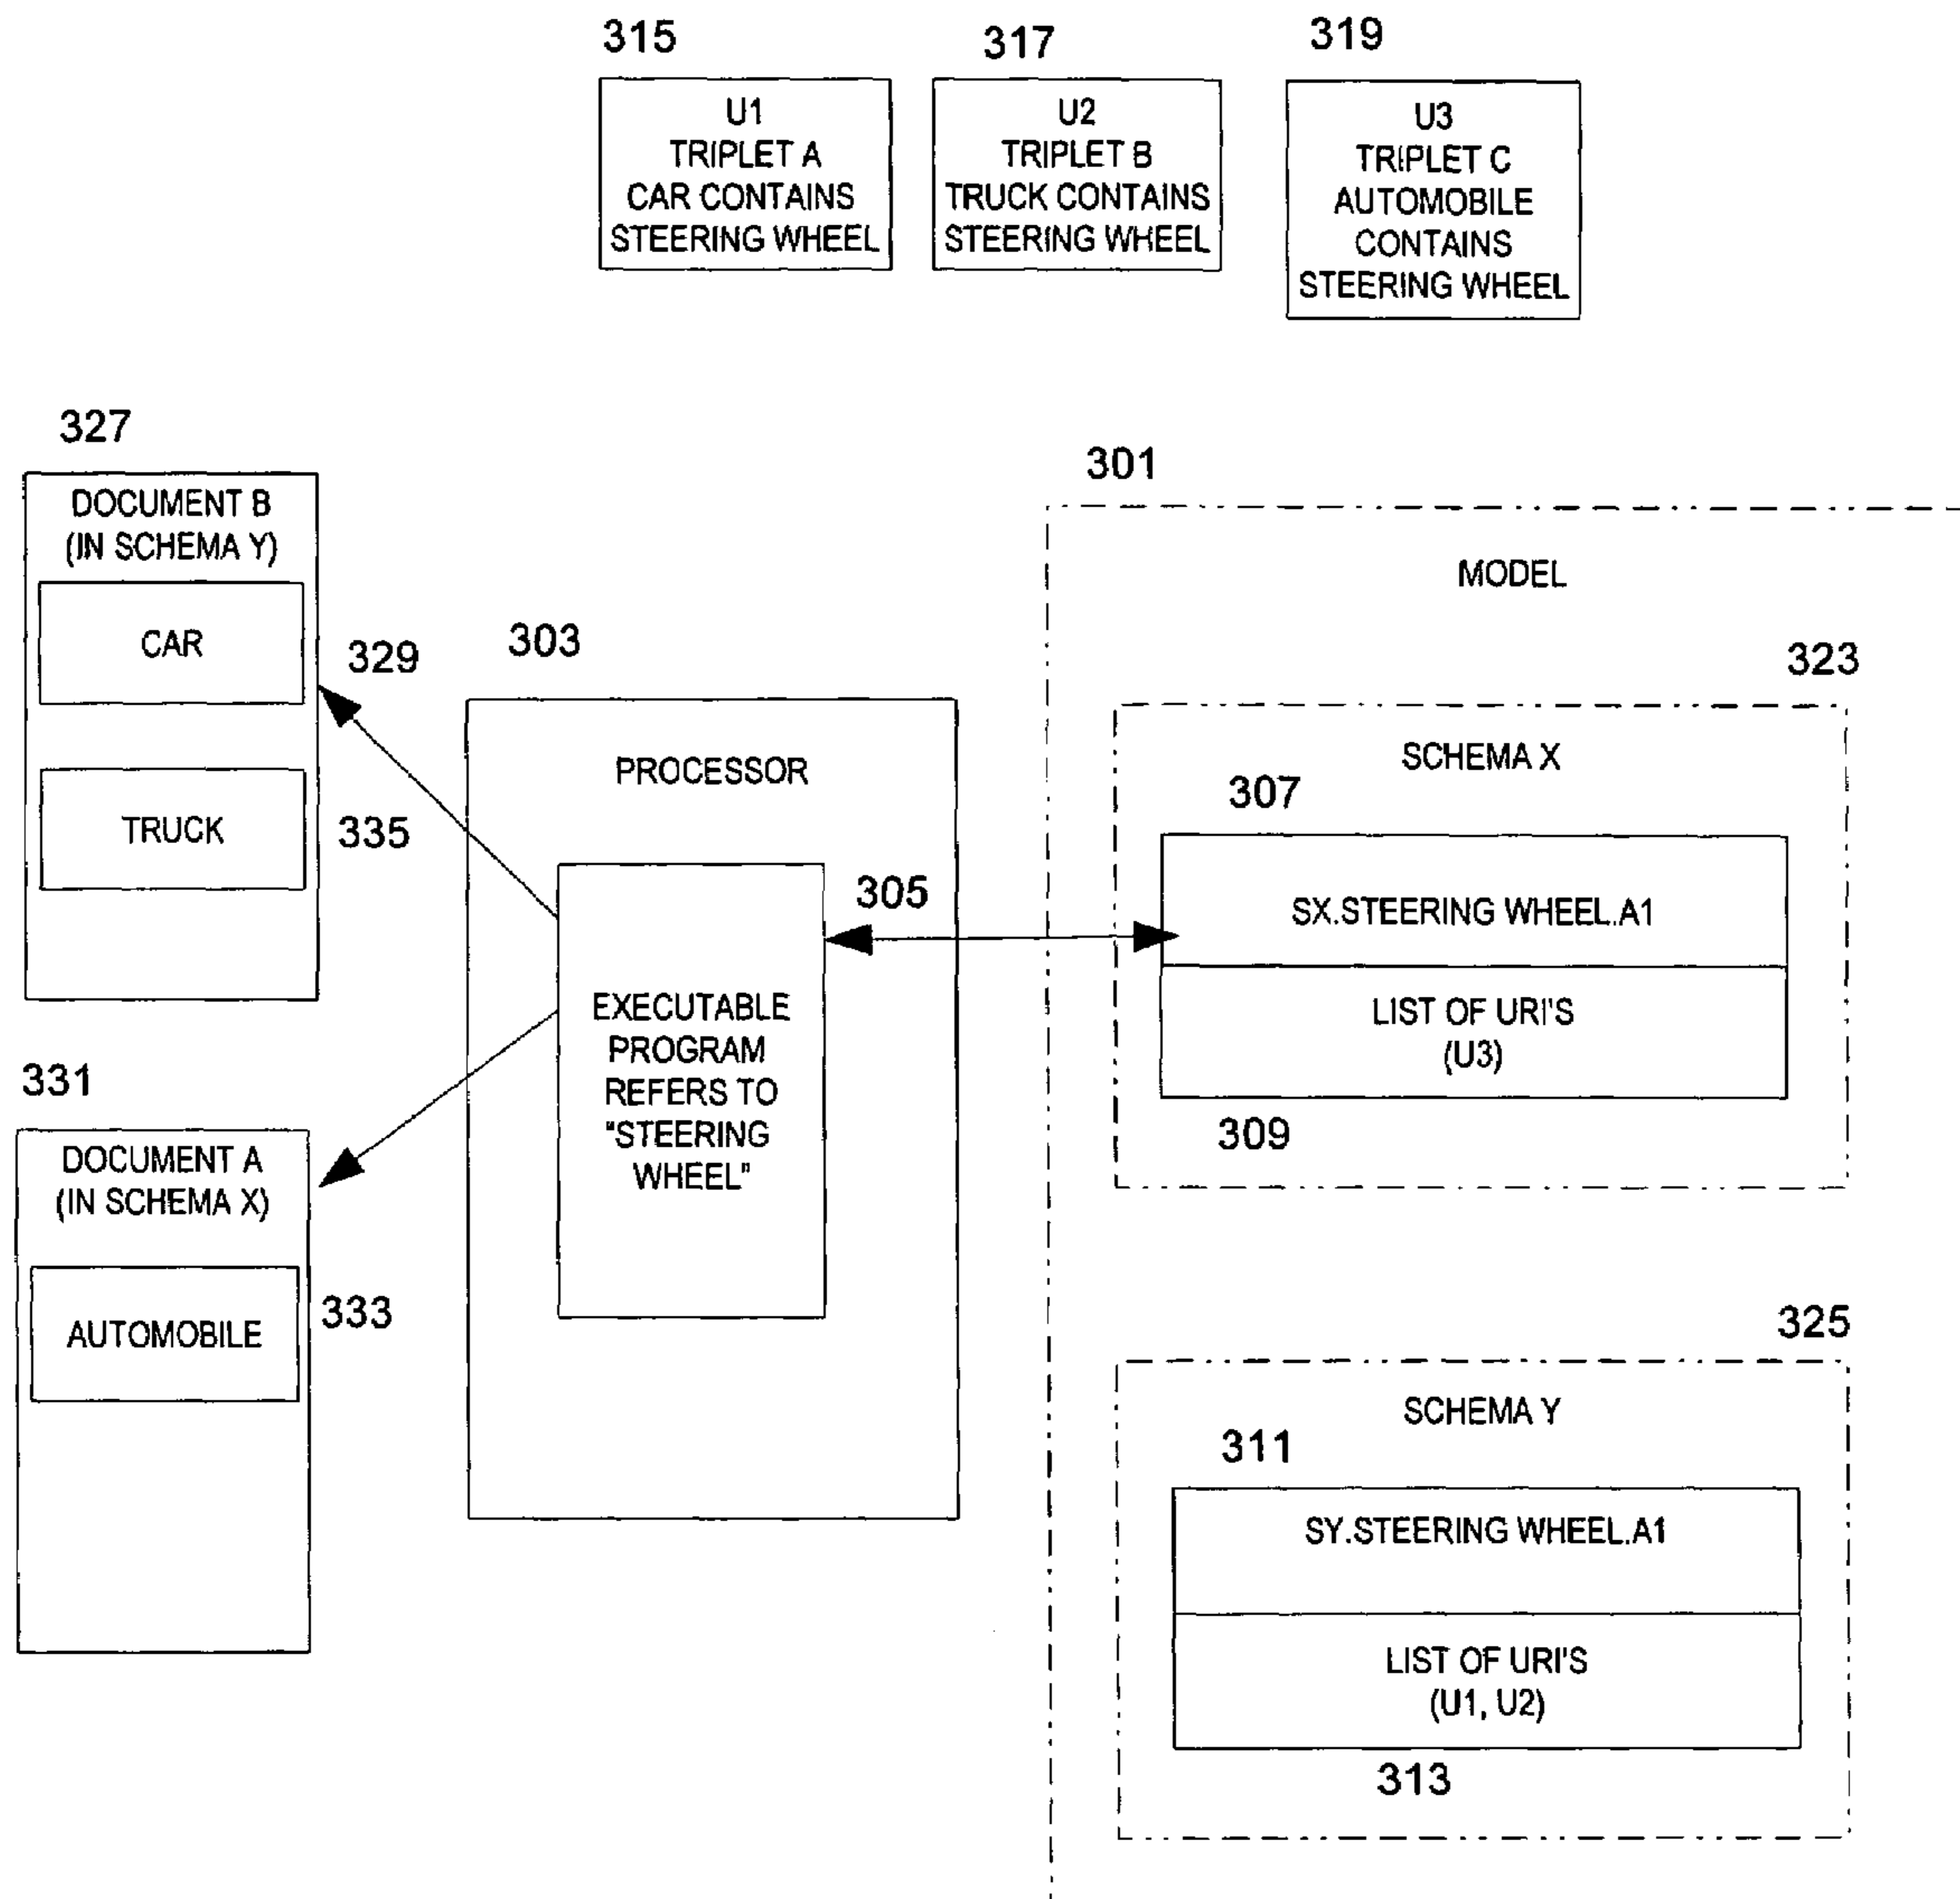 315
317
319
U1
TRIPLET A
CAR CONTAINS
STEERING WHEEL
U2
TRIPLET B
TRUCK CONTAINS
STEERING WHEEL
U3
TRIPLET C
AUTOMOBILE
CONTAINS
STEERING WHEEL
327
DOCUMENT B
(IN SCHEMA Y)
CAR
329
TRUCK
335
331
DOCUMENT A
(IN SCHEMA X)
AUTOMOBILE
333
303
PROCESSOR
305
EXECUTABLE
PROGRAM
REFERS TO
"STEERING
WHEEL"
301
MODEL
323
SCHEMA X
307
SX.STEERING WHEEL.A1
LIST OF URI'S
(U3)
309
325
SCHEMA Y
311
SY.STEERING WHEEL.A1
LIST OF URI'S
(U1, U2)
313